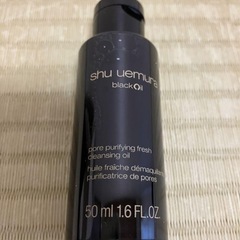 shu uemura
blackOil
pore purifying fresh
cleansing oil
huile fraîche démaquillante
purificatrice de pores
50 ml 1.6 FL.OZ.